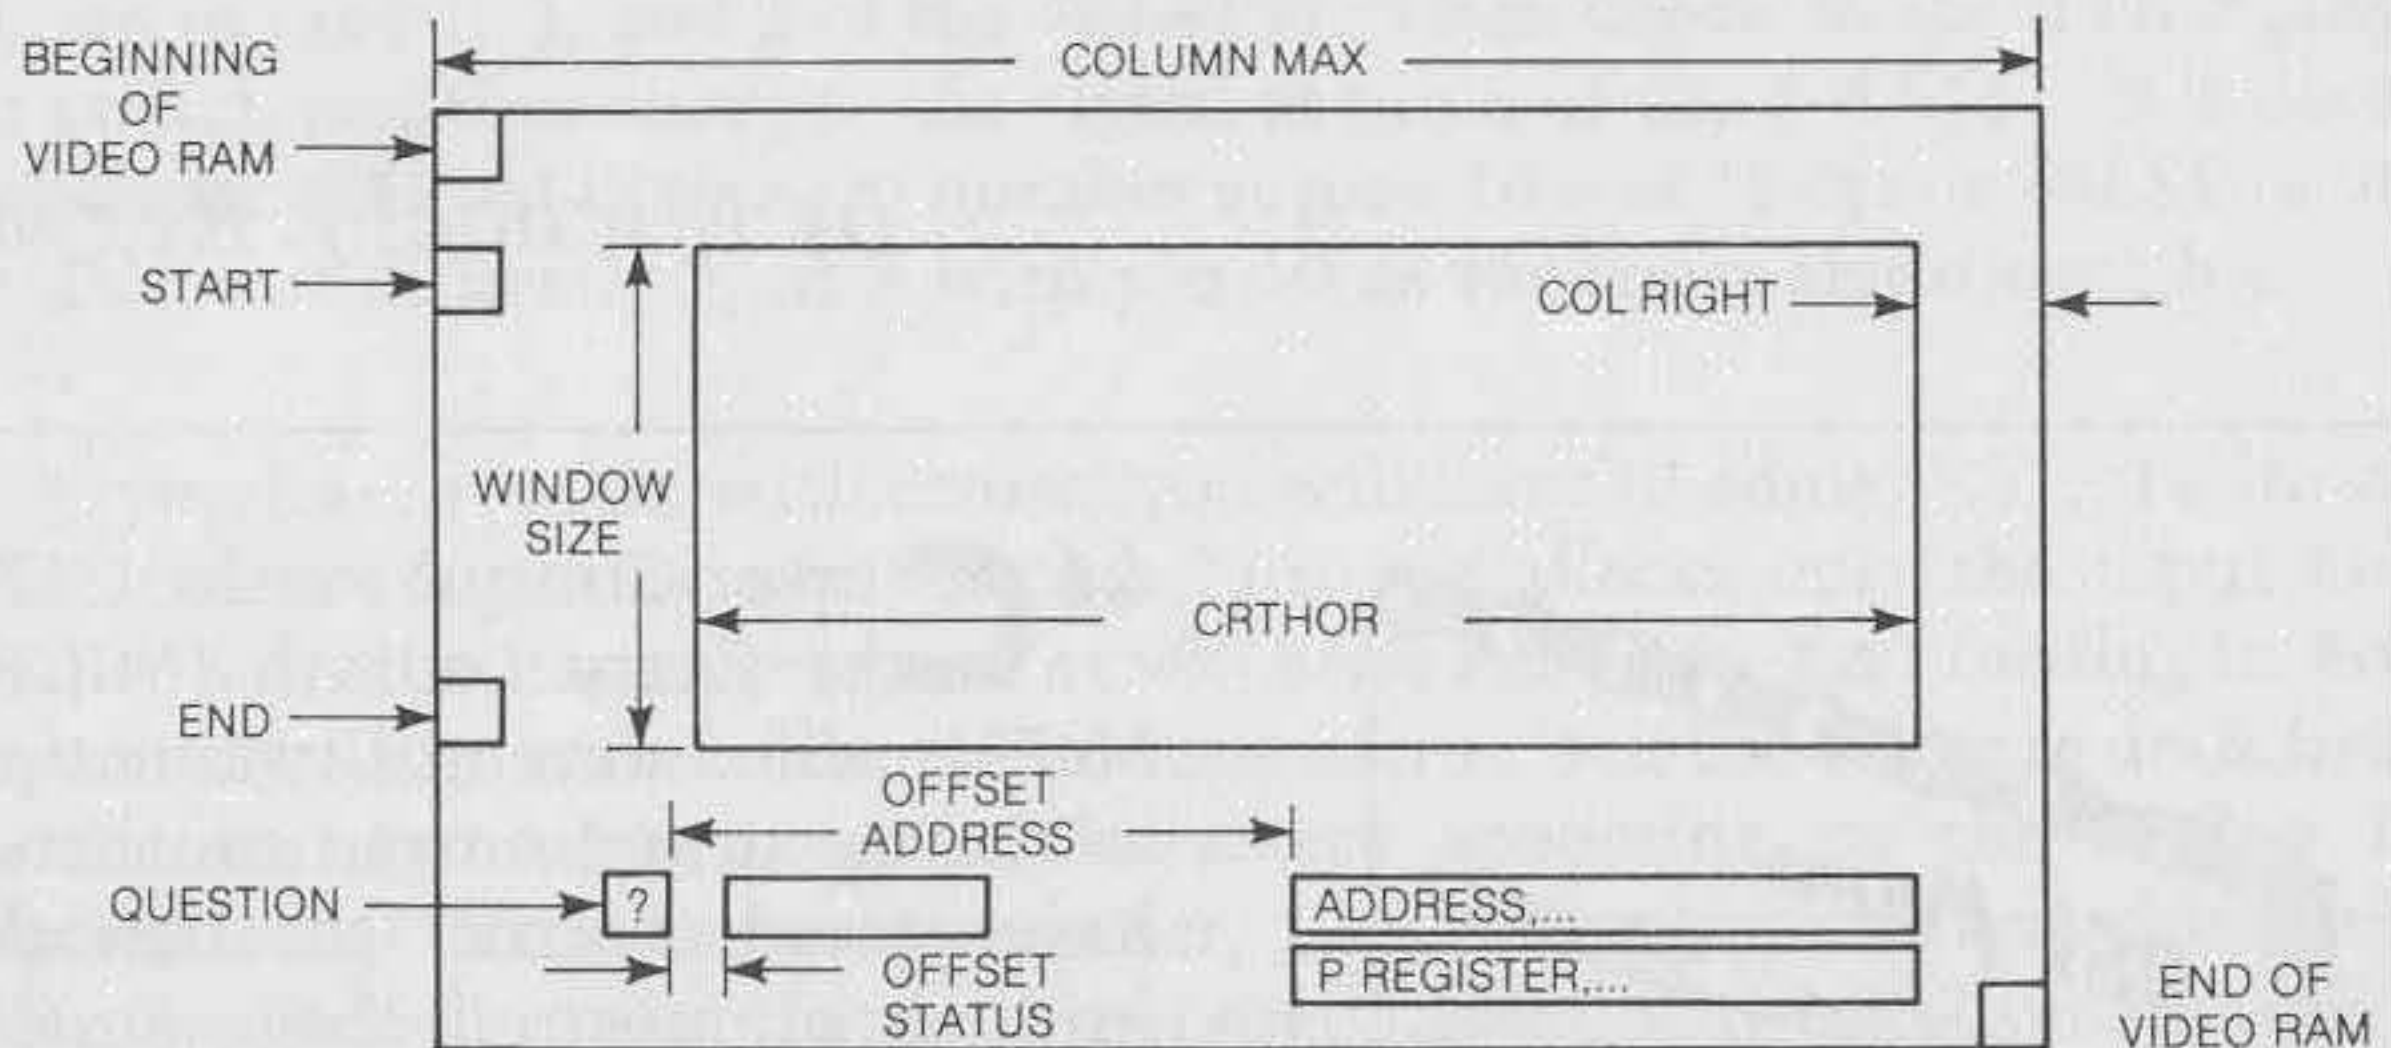 BEGINNING
OF
VIDEO RAM
COLUMN MAX
START
COL RIGHT
WINDOW
SIZE
CRTHOR
END
OFFSET
ADDRESS
QUESTION
?
ADDRESS,...
OFFSET
STATUS
P REGISTER,...
END OF
VIDEO RAM